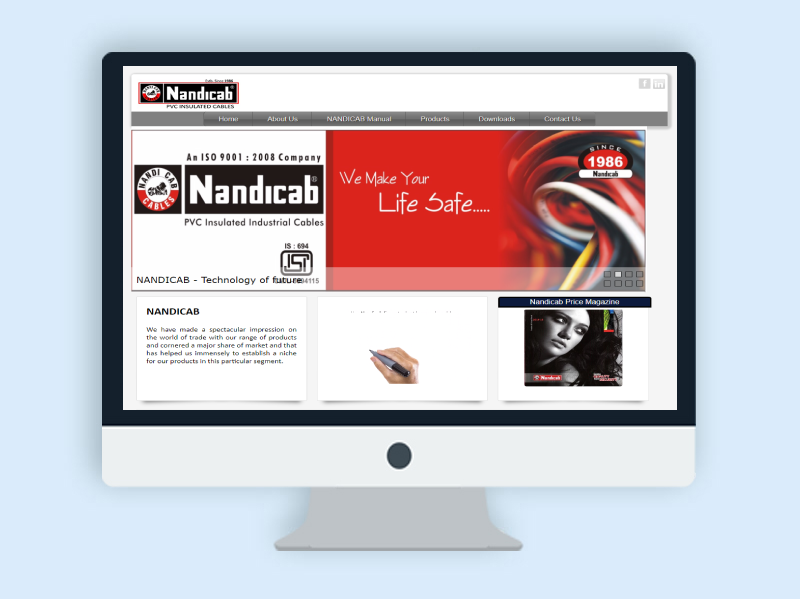 Cafs. Since 1986
Nandicab®
PVC INSULATED CABLES
f in
Home About Us NANDICAB Manual Products Downloads Contact Us
An ISO 9001 : 2008 Company
NANDI CAB
CABLES
Nandicab®
PVC Insulated Industrial Cables
IS : 694
ISI
We Make Your
Life Safe.....
SINCE
1986
Nandicab
NANDICAB - Technology of future
NANDICAB
We have made a spectacular impression on
the world of trade with our range of products
and cornered a major share of market and that
has helped us immensely to establish a niche
for our products in this particular segment.
Nandicab Price Magazine
Nandicab